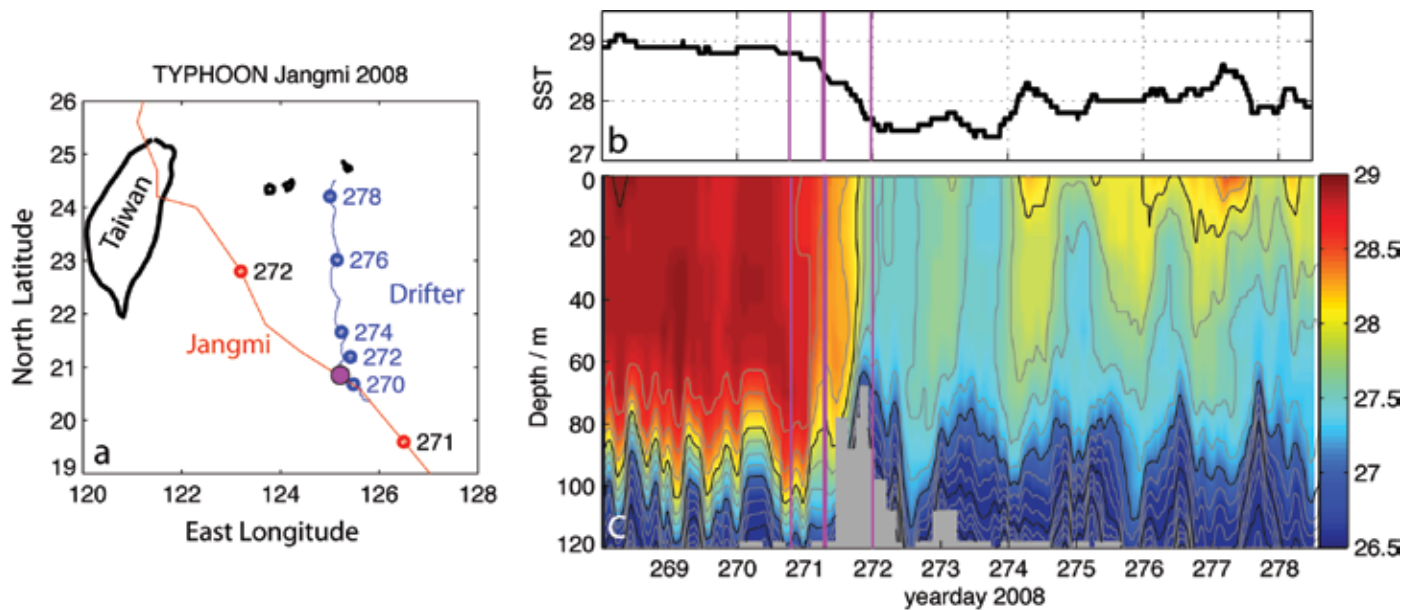 TYPHOON Jangmi 2008
26
25
24
23
22
21
20
19
North Latitude
Taiwan
278
276
272
Drifter
274
Jangmi
272
270
271
a
120 122 124 126 128
East Longitude
29
28
27
SST
b
0
20
40
60
80
100
120
Depth / m
C
29
28.5
28
27.5
27
26.5
269 270 271 272 273 274 275 276 277 278
yearday 2008